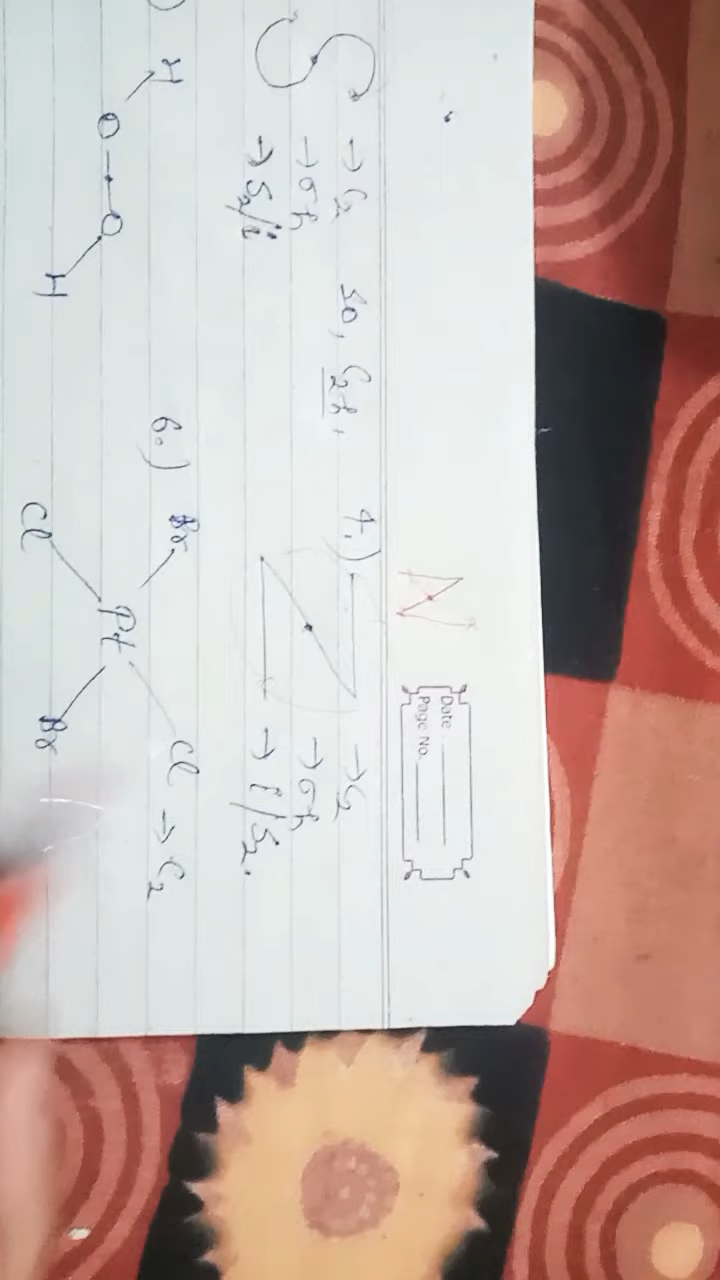 Date
Page No.
S → C₂ so, C₂h, 4.) Z → C₂
→ σh → σh
→ S₂/i → i/S₂.
) H 6.) Br Cl → C₂
O — O Pt
H Cl Br